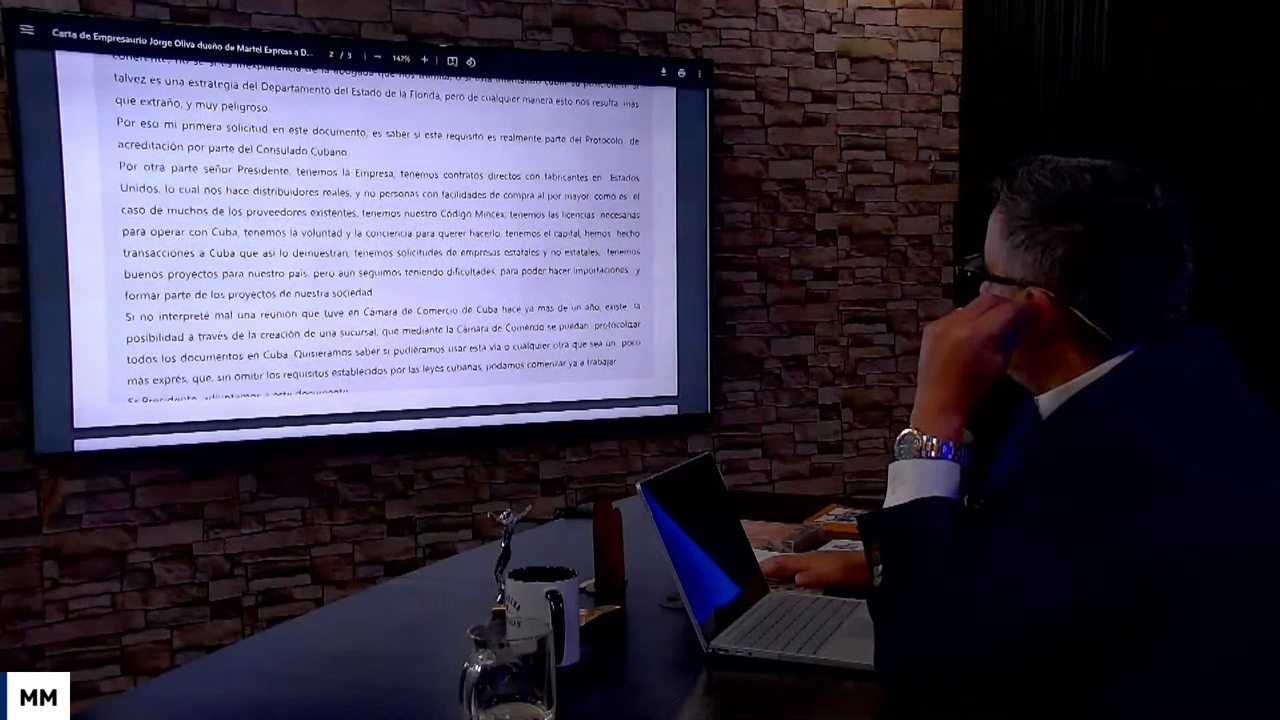 Carta de Empresaurio Jorge Oliva dueño de Martel Express a D...
2 / 3
147%
talvez es una estrategia del Departamento del Estado de la Florida, pero de cualquier manera esto nos resulta más
que extraño, y muy peligroso
Por eso mi primera solicitud en este documento, es saber si este requisito es realmente parte del Protocolo de
acreditación por parte del Consulado Cubano
Por otra parte señor Presidente, tenemos la Empresa, tenemos contratos directos con fabricantes en Estados
Unidos, lo cual nos hace distribuidores reales, y no personas con facilidades de compra al por mayor como es el
caso de muchos de los proveedores existentes, tenemos nuestro Código Mincex, tenemos las licencias necesarias
para operar con Cuba, tenemos la voluntad y la conciencia para querer hacerlo, tenemos el capital, hemos hecho
transacciones a Cuba que así lo demuestran, tenemos solicitudes de empresas estatales y no estatales, tenemos
buenos proyectos para nuestro país, pero aun seguimos teniendo dificultades, para poder hacer importaciones, y
formar parte de los proyectos de nuestra sociedad
Si no interpreté mal una reunión que tuve en Cámara de Comercio de Cuba hace ya mas de un año, existe la
posibilidad a través de la creación de una sucursal, que mediante la Cámara de Comercio se puedan protocolizar
todos los documentos en Cuba. Quisiéramos saber si pudiéramos usar esta vía o cualquier otra que sea un poco
más exprés, que, sin omitir los requisitos establecidos por las leyes cubanas, podamos comenzar ya a trabajar
MM